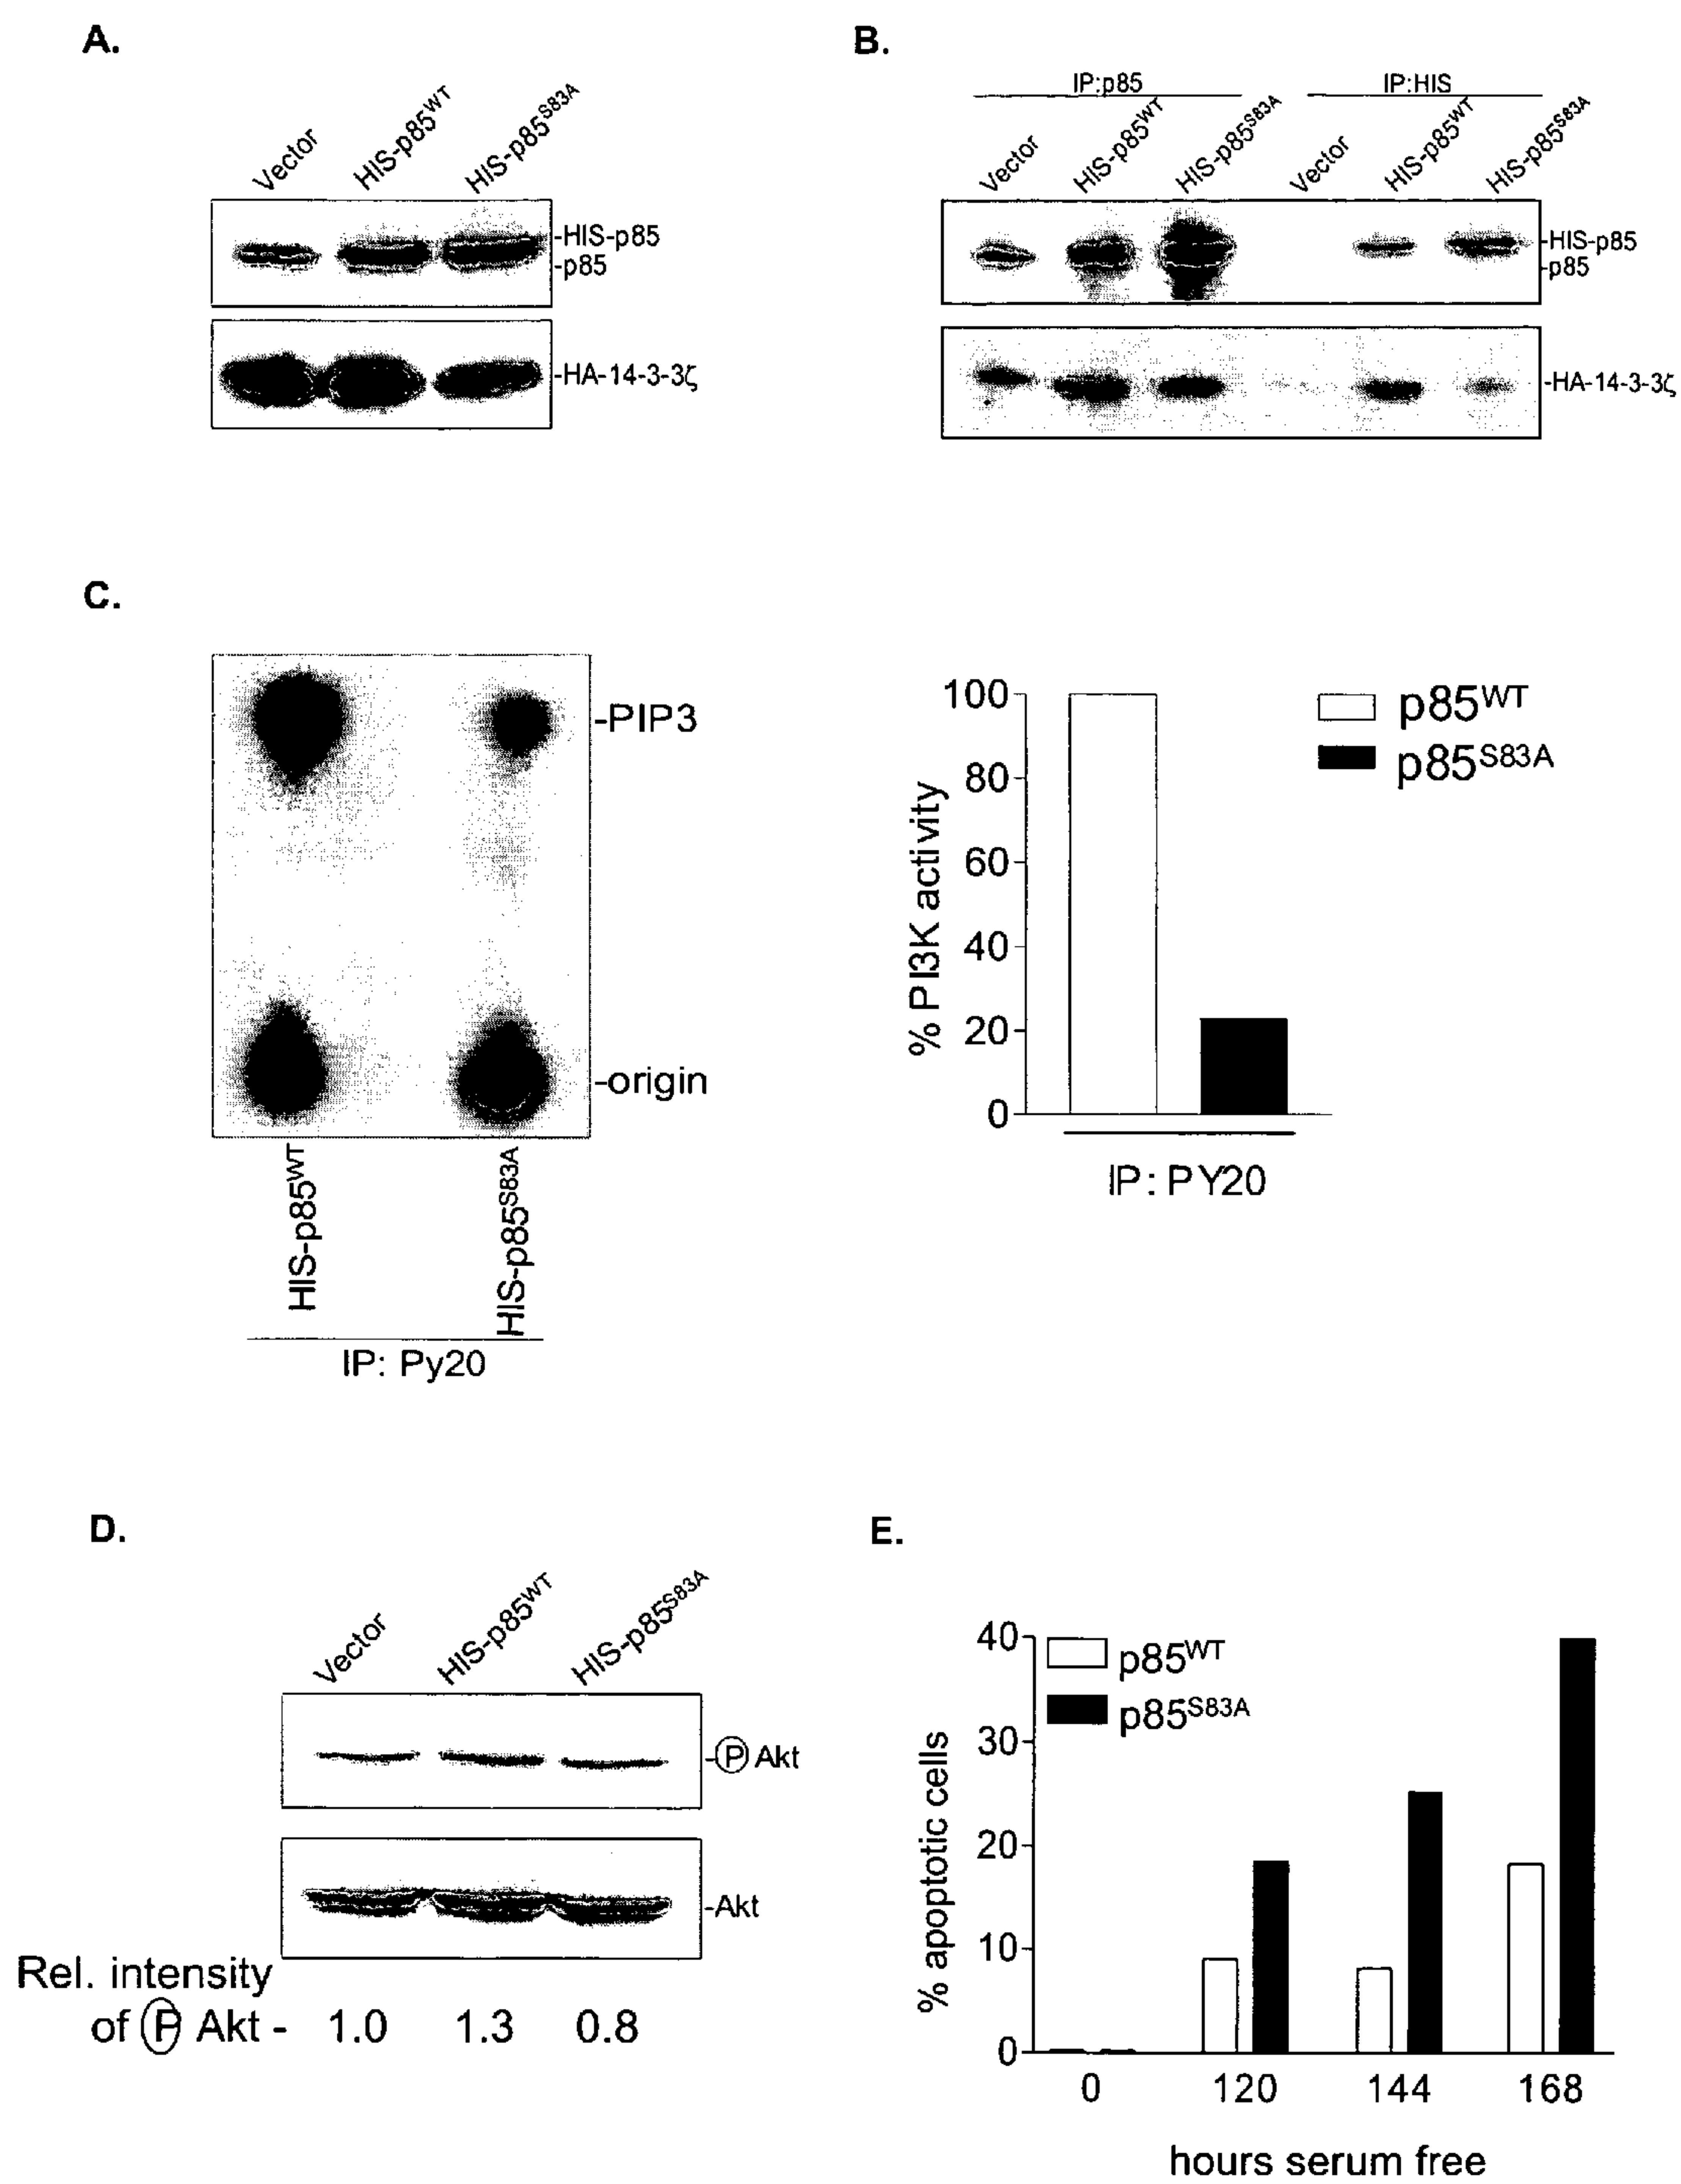 A.
Vector HIS-p85WT HIS-p85S83A
-HIS-p85
-p85
-HA-14-3-3ζ
B.
IP:p85 IP:HIS
Vector HIS-p85WT HIS-p85S83A Vector HIS-p85WT HIS-p85S83A
-HIS-p85
-p85
-HA-14-3-3ζ
C.
-PIP3
-origin
HIS-p85WT HIS-p85S83A
IP: Py20
% PI3K activity
100
80
60
40
20
0
p85WT
p85S83A
IP: PY20
D.
Vector HIS-p85WT HIS-p85S83A
-Ⓟ Akt
-Akt
Rel. intensity
of Ⓟ Akt - 1.0 1.3 0.8
E.
% apoptotic cells
40
30
20
10
0
p85WT
p85S83A
0 120 144 168
hours serum free